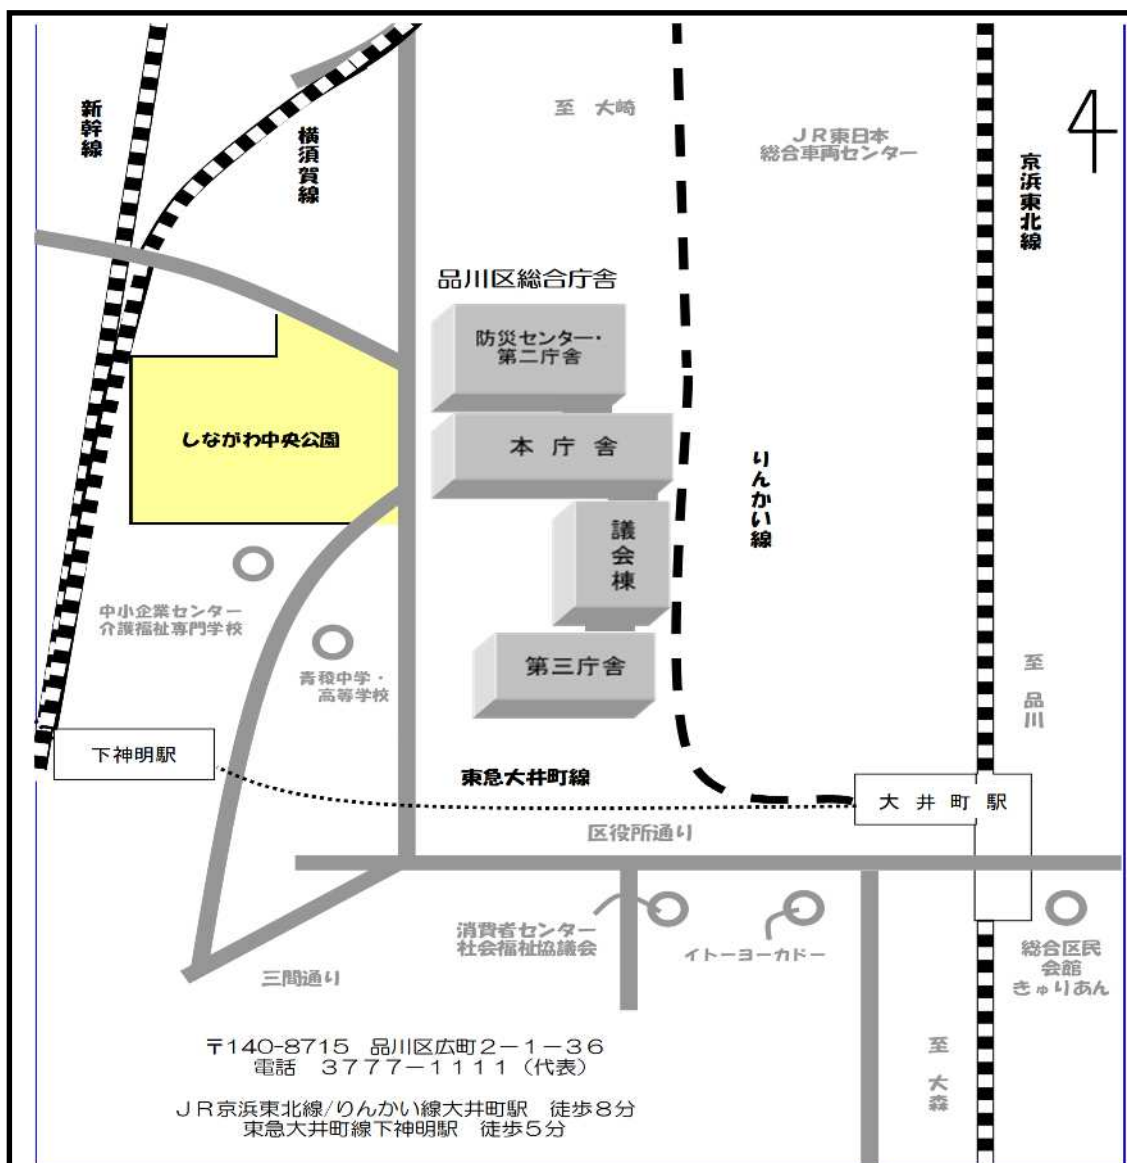 新幹線
横須賀線
至　大崎
ＪＲ東日本
総合車両センター
京浜東北線
品川区総合庁舎
防災センター・
第二庁舎
本　庁　舎
しながわ中央公園
りんかい線
議会棟
中小企業センター
介護福祉専門学校
第三庁舎
青稜中学・
高等学校
至　品川
下神明駅
東急大井町線
大　井　町　駅
区役所通り
消費者センター
社会福祉協議会
イトーヨーカドー
総合区民
会館
きゅりあん
三間通り
〒140-8715　品川区広町２－１－３６
電話　３７７７－１１１１（代表）
至　大森
ＪＲ京浜東北線/りんかい線大井町駅　徒歩８分
東急大井町線下神明駅　徒歩５分